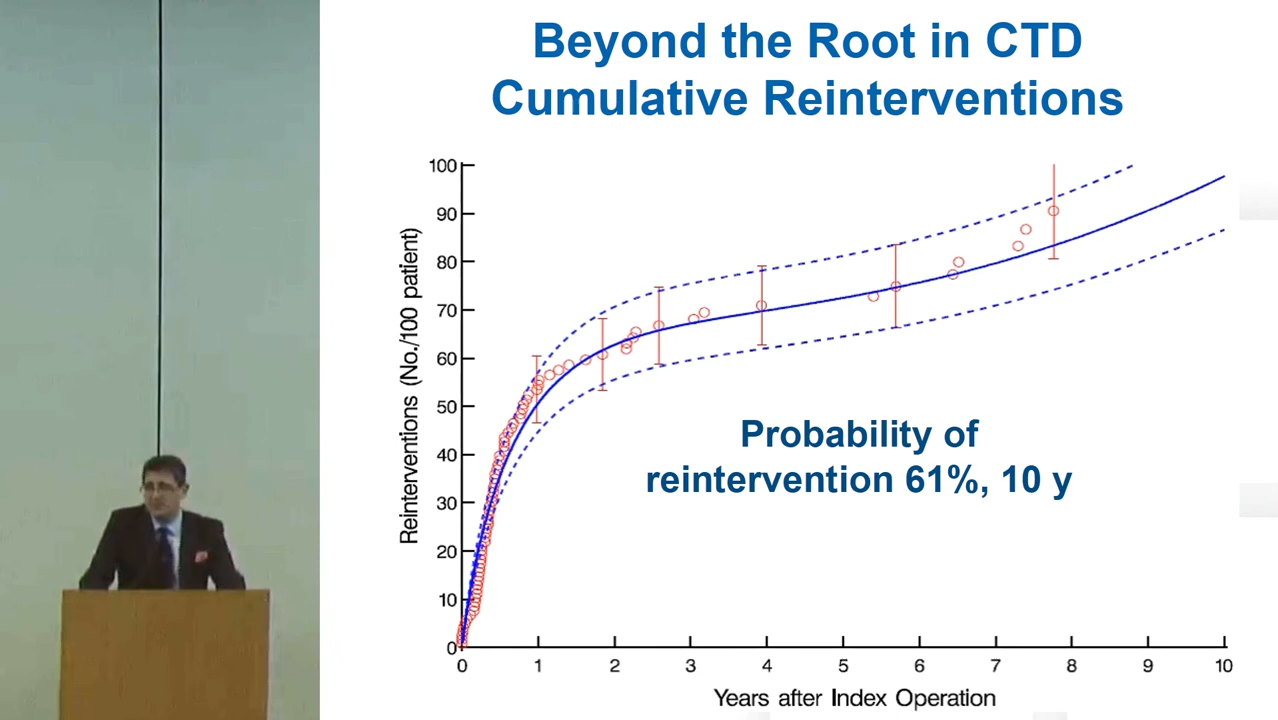 Beyond the Root in CTD
Cumulative Reinterventions
Reinterventions (No./100 patient)
100
90
80
70
60
50
40
30
20
10
0
Probability of
reintervention 61%, 10 y
0 1 2 3 4 5 6 7 8 9 10
Years after Index Operation